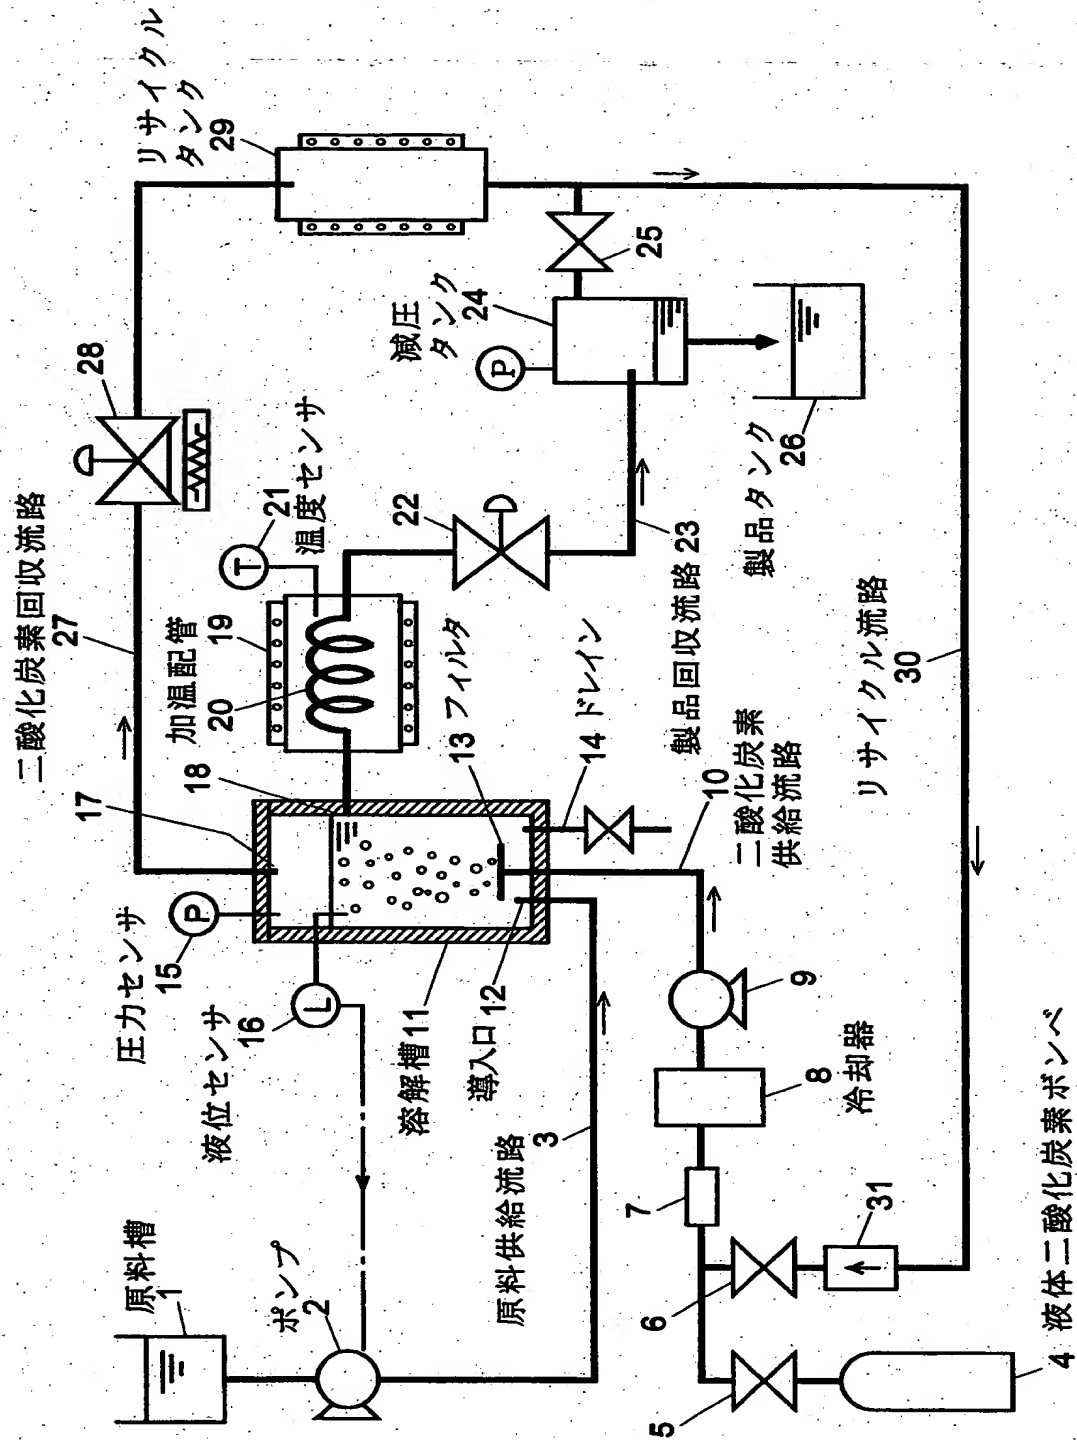 二酸化炭素回収流路
27
28
リサイクル
タンク
29
17
18
加温配管
19
20
21
温度センサ
22
減圧
タンク
24
25
P
T
圧力センサ
15
P
液位センサ
16
L
溶解槽11
導入口12
13フィルタ
14ドレイン
製品回収流路23
製品タンク
26
原料槽
1
ポンプ
2
原料供給流路
3
10
二酸化炭素
供給流路
リサイクル流路
30
9
8
冷却器
7
31
6
5
4 液体二酸化炭素ボンベ